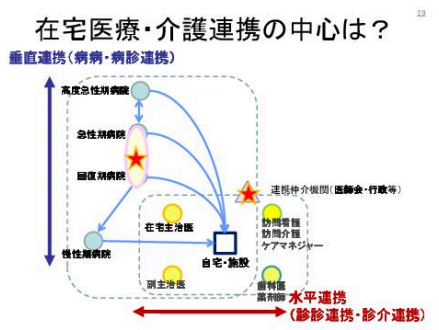 19
在宅医療・介護連携の中心は？
垂直連携（病病・病診連携）
高度急性期病院
急性期病院
回復期病院
連携仲介機関（医師会・行政等）
在宅主治医
訪問看護
訪問介護
ケアマネジャー
慢性期病院
自宅・施設
副主治医
歯科医
薬剤師
水平連携
（診診連携・診介連携）